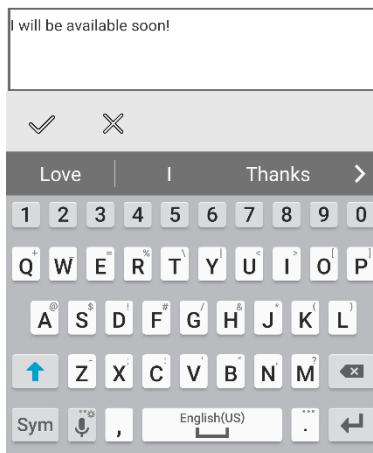 I will be available soon!
Love I Thanks >
1 2 3 4 5 6 7 8 9 0
+ - = % \ | < > [ ]
Q W E R T Y U I O P
@ $ ! # / & * ( )
A S D F G H J K L
- : ; ' " ~ ?
Z X C V B N M
Sym , English(US) .